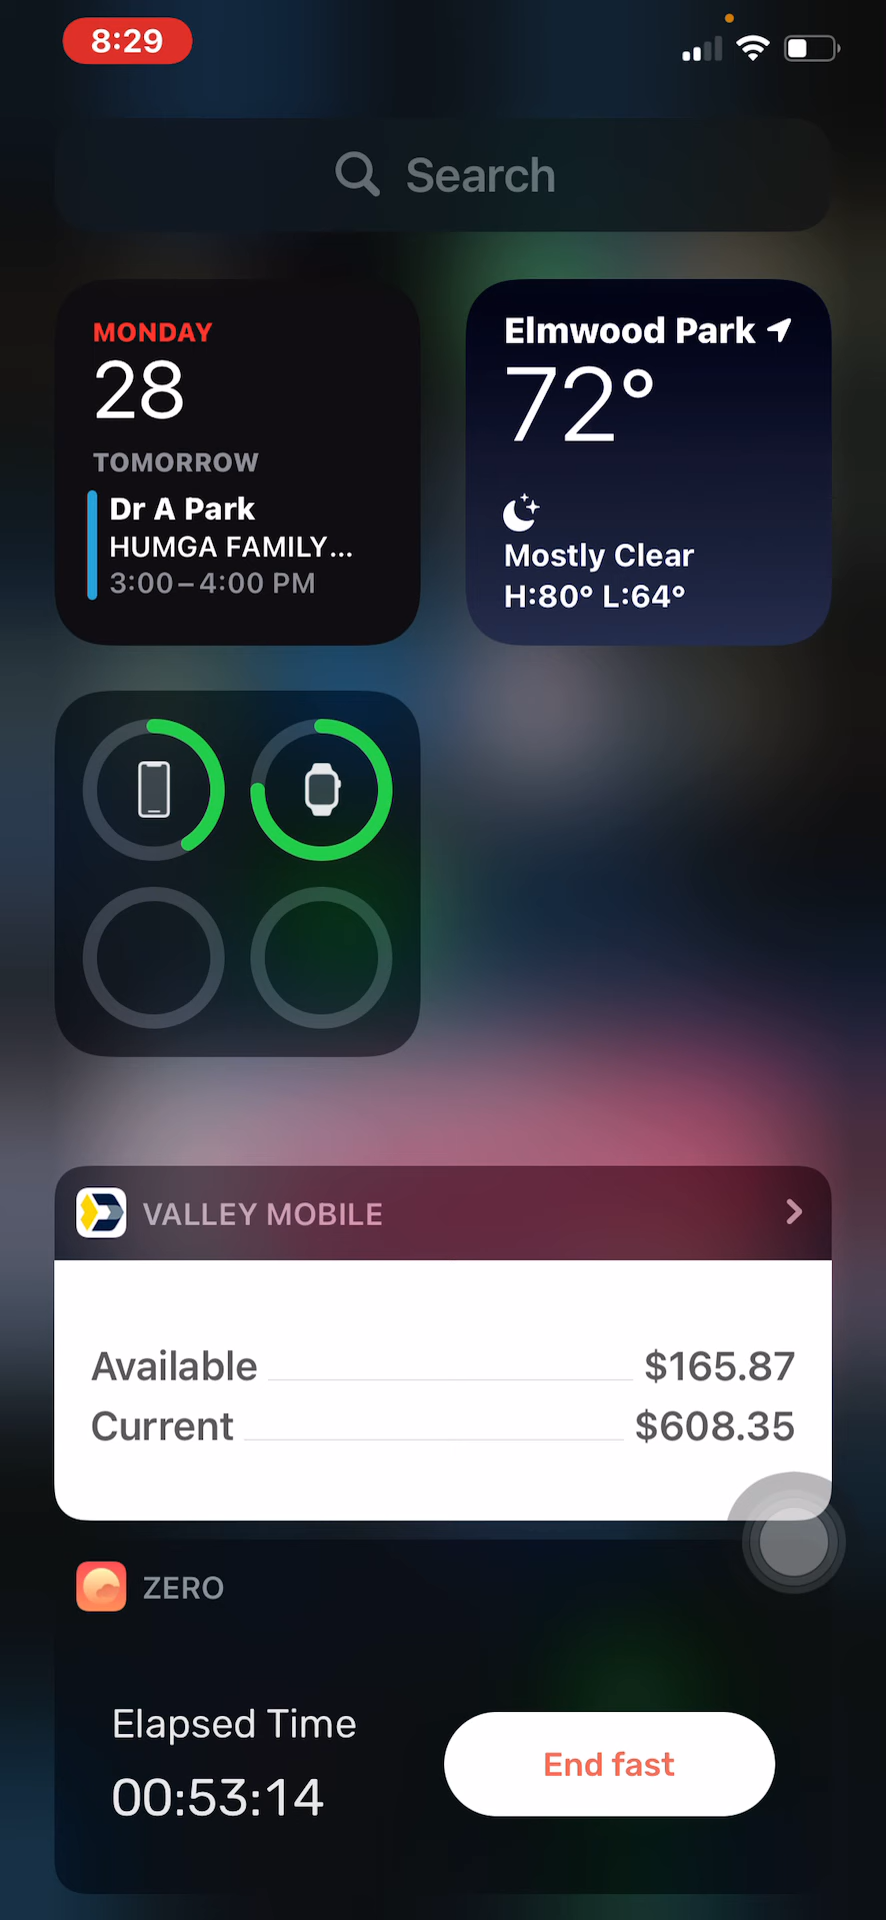 8:29
Search
MONDAY
28
TOMORROW
Dr A Park
HUMGA FAMILY...
3:00–4:00 PM
Elmwood Park
72°
Mostly Clear
H:80° L:64°
VALLEY MOBILE
Available $165.87
Current $608.35
ZERO
Elapsed Time
00:53:14
End fast